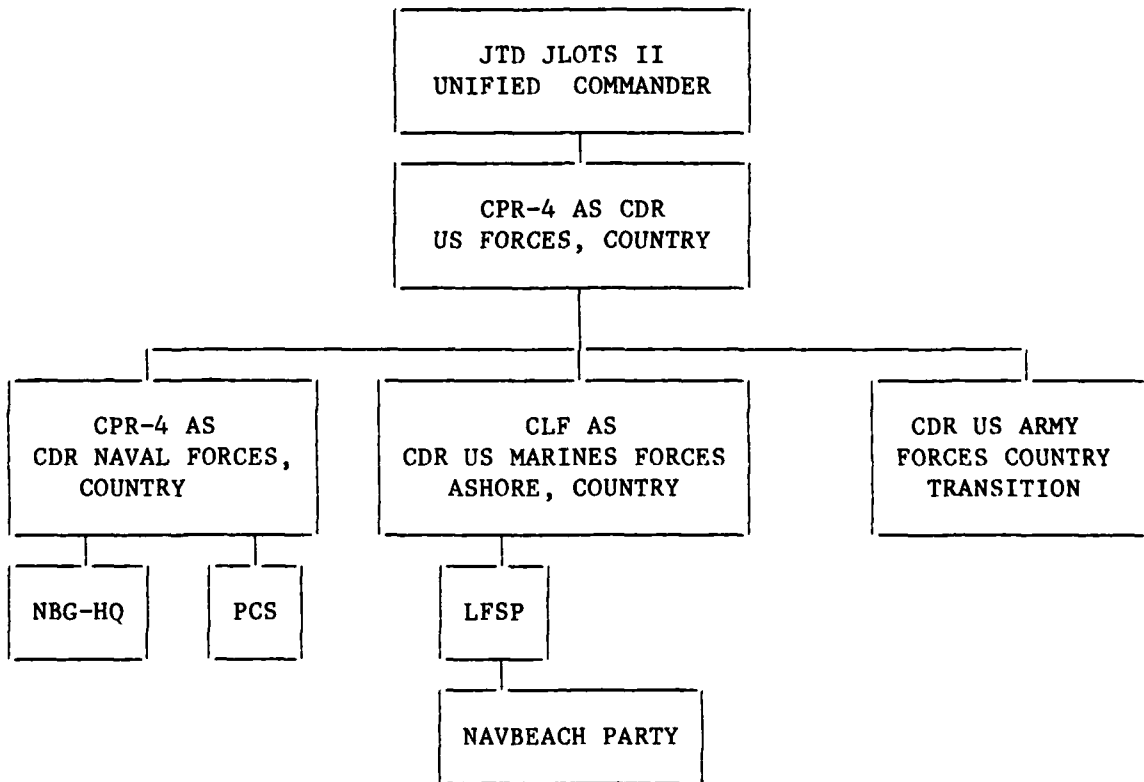 JTD JLOTS II
UNIFIED COMMANDER
CPR-4 AS CDR
US FORCES, COUNTRY
CPR-4 AS
CDR NAVAL FORCES,
COUNTRY
CLF AS
CDR US MARINES FORCES
ASHORE, COUNTRY
CDR US ARMY
FORCES COUNTRY
TRANSITION
NBG-HQ
PCS
LFSP
NAVBEACH PARTY